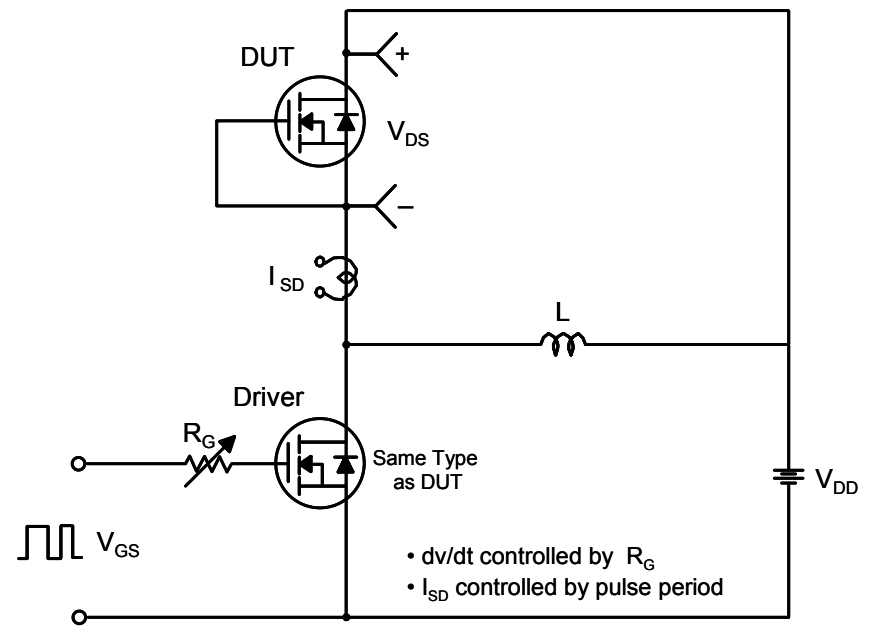 DUT
+
V_DS
−
I_SD
L
Driver
R_G
Same Type
as DUT
V_DD
V_GS
• dv/dt controlled by R_G
• I_SD controlled by pulse period